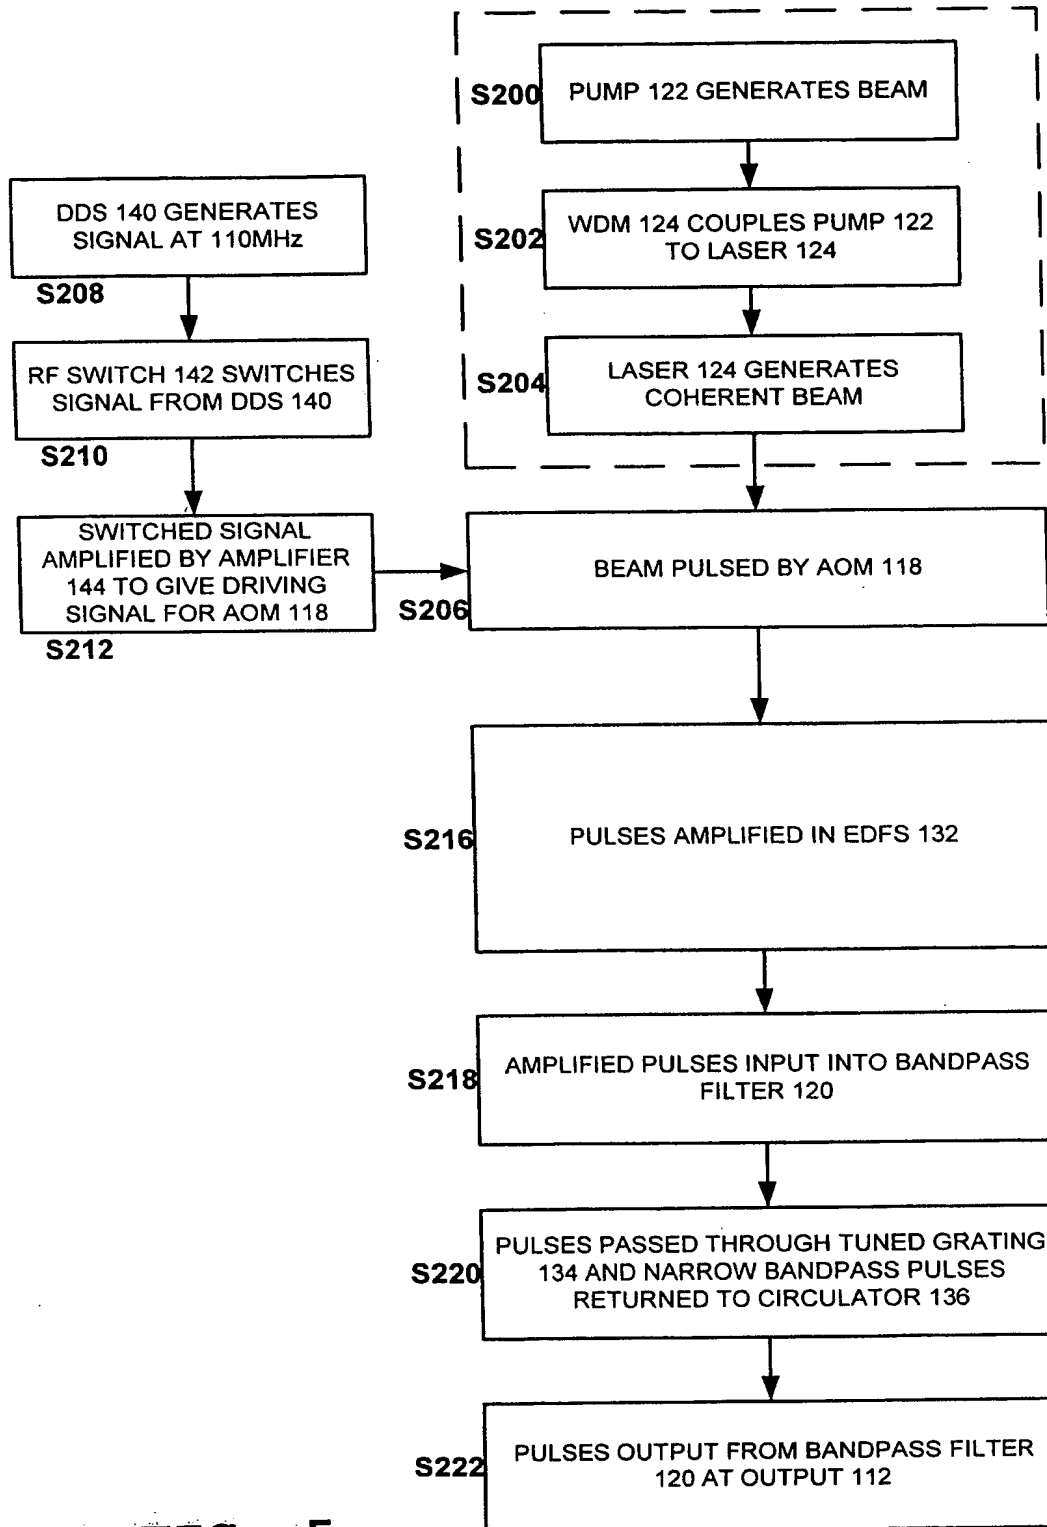 S200
PUMP 122 GENERATES BEAM
S202
WDM 124 COUPLES PUMP 122
TO LASER 124
S204
LASER 124 GENERATES
COHERENT BEAM
DDS 140 GENERATES
SIGNAL AT 110MHz
S208
RF SWITCH 142 SWITCHES
SIGNAL FROM DDS 140
S210
SWITCHED SIGNAL
AMPLIFIED BY AMPLIFIER
144 TO GIVE DRIVING
SIGNAL FOR AOM 118
S212
S206
BEAM PULSED BY AOM 118
S216
PULSES AMPLIFIED IN EDFS 132
S218
AMPLIFIED PULSES INPUT INTO BANDPASS
FILTER 120
S220
PULSES PASSED THROUGH TUNED GRATING
134 AND NARROW BANDPASS PULSES
RETURNED TO CIRCULATOR 136
S222
PULSES OUTPUT FROM BANDPASS FILTER
120 AT OUTPUT 112